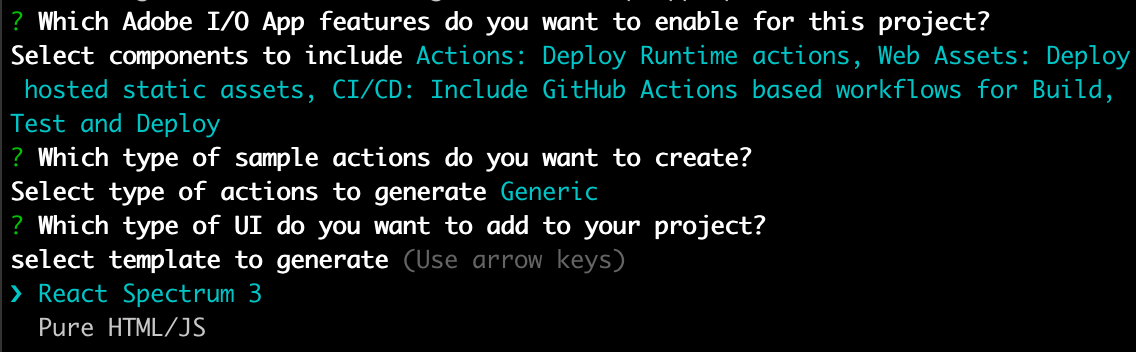 ? Which Adobe I/O App features do you want to enable for this project?
Select components to include Actions: Deploy Runtime actions, Web Assets: Deploy
hosted static assets, CI/CD: Include GitHub Actions based workflows for Build,
Test and Deploy
? Which type of sample actions do you want to create?
Select type of actions to generate Generic
? Which type of UI do you want to add to your project?
select template to generate (Use arrow keys)
❯ React Spectrum 3
Pure HTML/JS